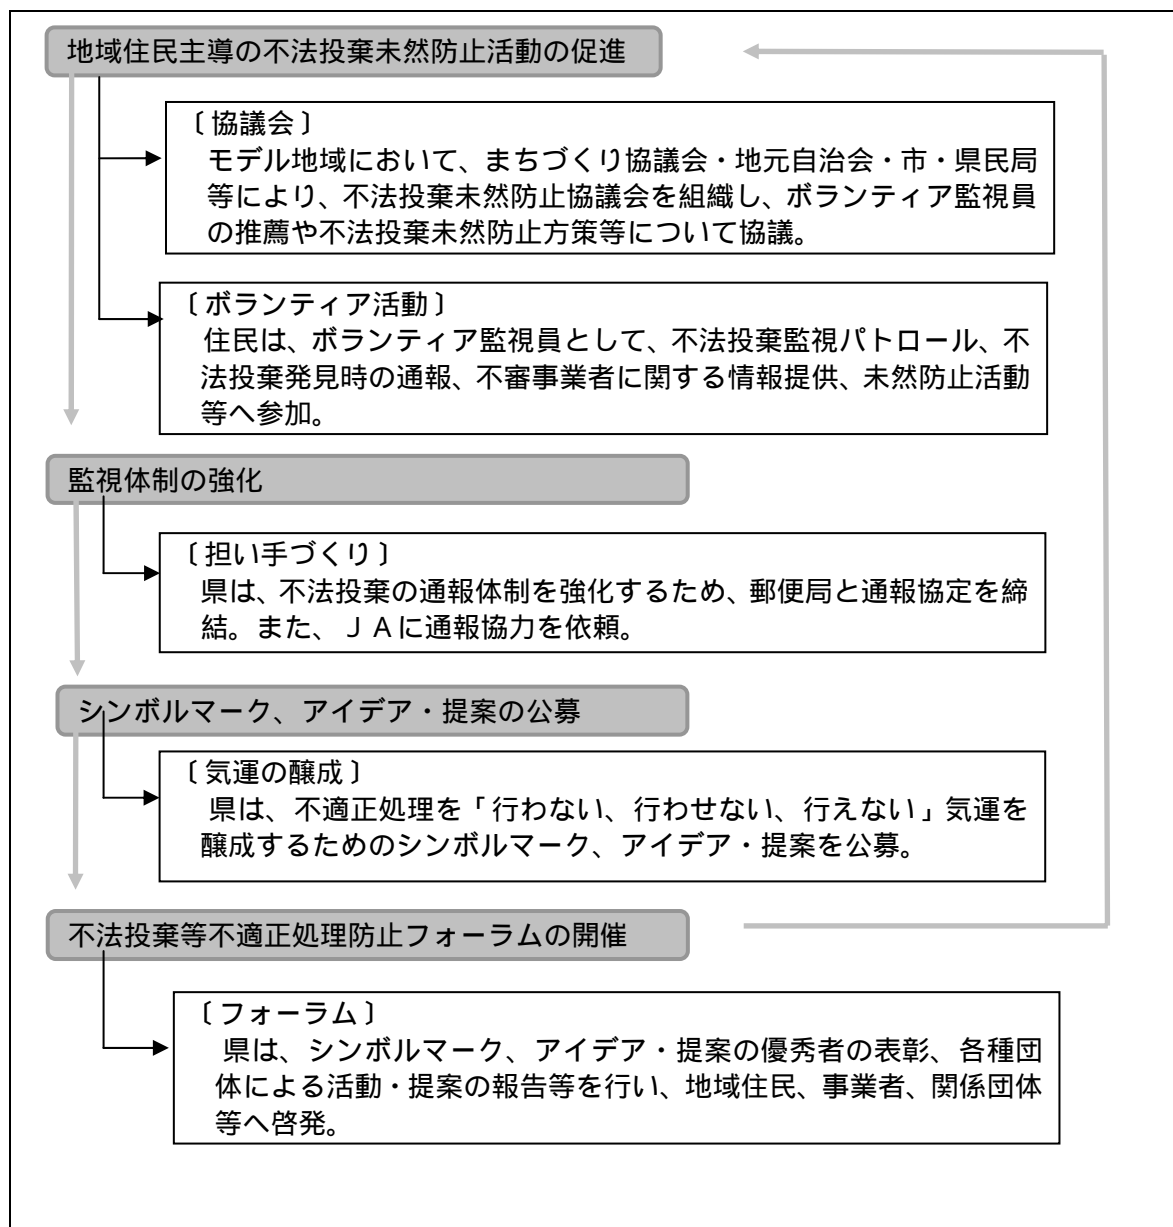 地域住民主導の不法投棄未然防止活動の促進
〔協議会〕
モデル地域において、まちづくり協議会・地元自治会・市・県民局
等により、不法投棄未然防止協議会を組織し、ボランティア監視員
の推薦や不法投棄未然防止方策等について協議。
〔ボランティア活動〕
住民は、ボランティア監視員として、不法投棄監視パトロール、不
法投棄発見時の通報、不審事業者に関する情報提供、未然防止活動
等へ参加。
監視体制の強化
〔担い手づくり〕
県は、不法投棄の通報体制を強化するため、郵便局と通報協定を締
結。また、ＪＡに通報協力を依頼。
シンボルマーク、アイデア・提案の公募
〔気運の醸成〕
県は、不適正処理を「行わない、行わせない、行えない」気運を
醸成するためのシンボルマーク、アイデア・提案を公募。
不法投棄等不適正処理防止フォーラムの開催
〔フォーラム〕
県は、シンボルマーク、アイデア・提案の優秀者の表彰、各種団
体による活動・提案の報告等を行い、地域住民、事業者、関係団体
等へ啓発。